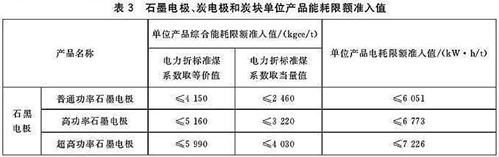 表 3 石墨电极、炭电极和炭块单位产品能耗限额准入值
产品名称
单位产品综合能耗限额准入值/(kgce/t)
单位产品电耗限额准入值/(kW·h/t)
电力折标准煤
系数取等价值
电力折标准煤
系数取当量值
石墨
电极
普通功率石墨电极 ≤4 150 ≤2 460 ≤6 051
高功率石墨电极 ≤5 160 ≤3 220 ≤6 773
超高功率石墨电极 ≤5 990 ≤4 030 ≤7 226